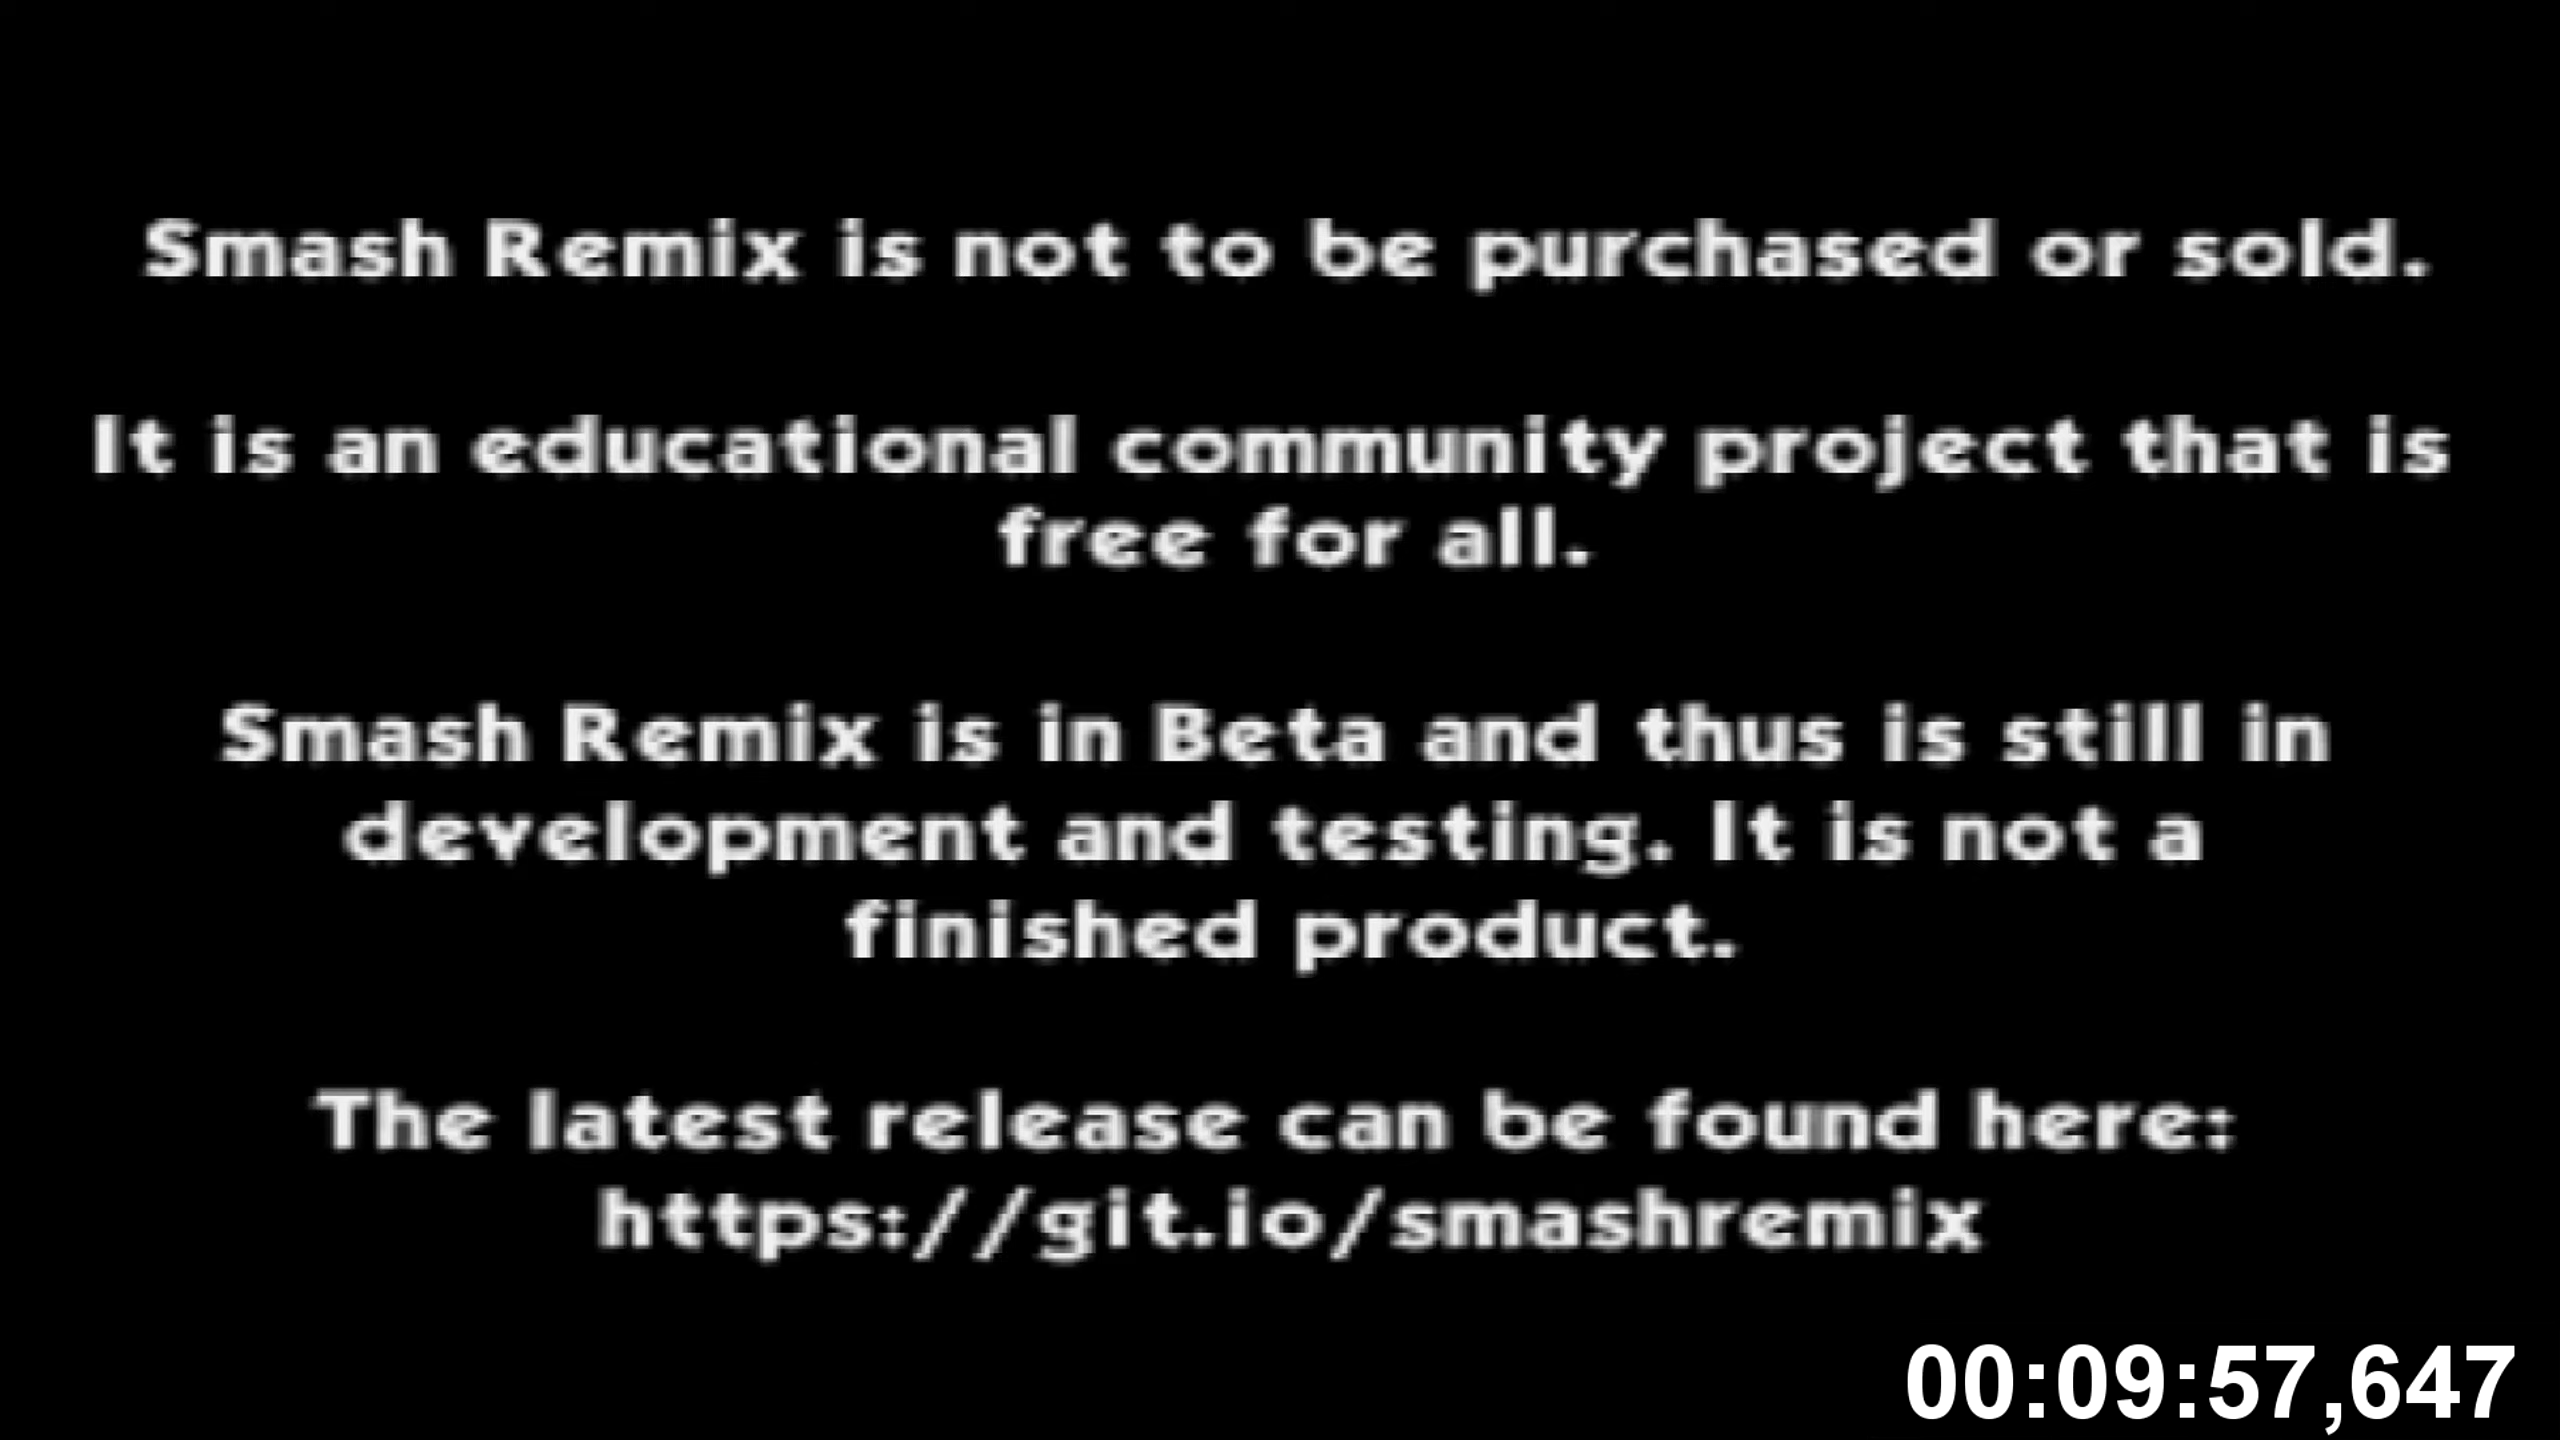 Smash Remix is not to be purchased or sold.
It is an educational community project that is
free for all.
Smash Remix is in Beta and thus is still in
development and testing. It is not a
finished product.
The latest release can be found here:
https://git.io/smashremix
00:09:57,647